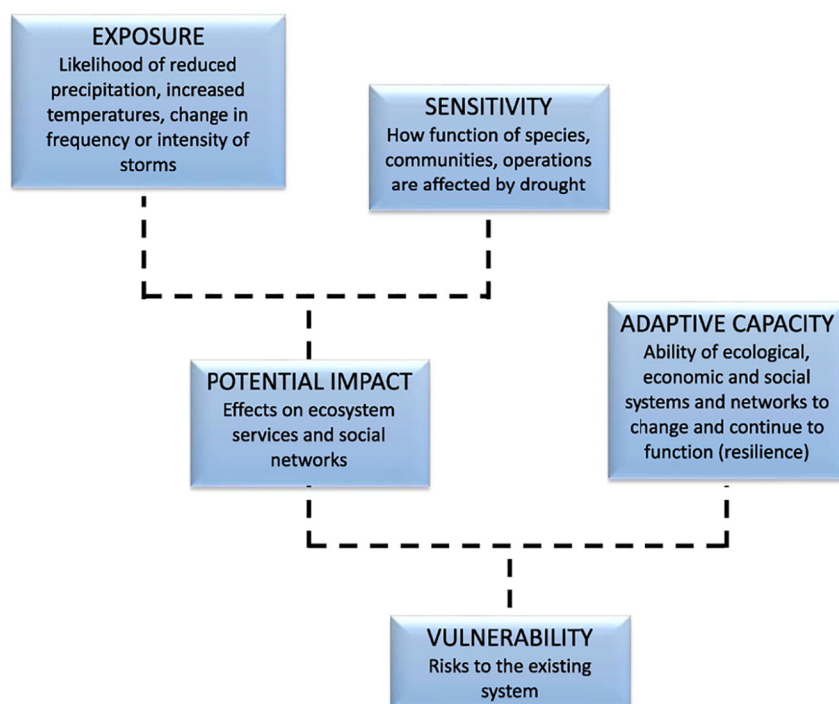 EXPOSURE
Likelihood of reduced
precipitation, increased
temperatures, change in
frequency or intensity of
storms
SENSITIVITY
How function of species,
communities, operations
are affected by drought
ADAPTIVE CAPACITY
Ability of ecological,
economic and social
systems and networks to
change and continue to
function (resilience)
POTENTIAL IMPACT
Effects on ecosystem
services and social
networks
VULNERABILITY
Risks to the existing
system